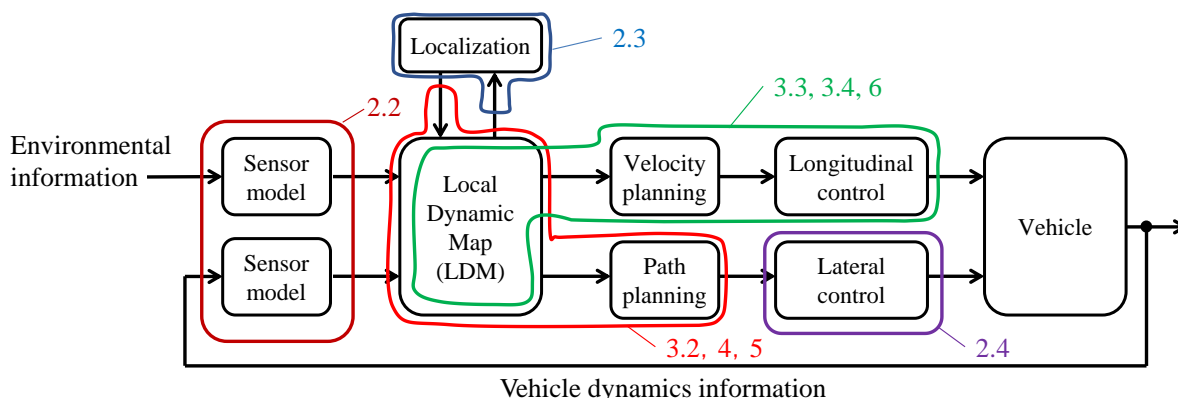 Localization
2.3
3.3, 3.4, 6
2.2
Environmental
information
Sensor
model
Velocity
planning
Longitudinal
control
Local
Dynamic
Map
(LDM)
Vehicle
Sensor
model
Path
planning
Lateral
control
3.2, 4, 5
2.4
Vehicle dynamics information